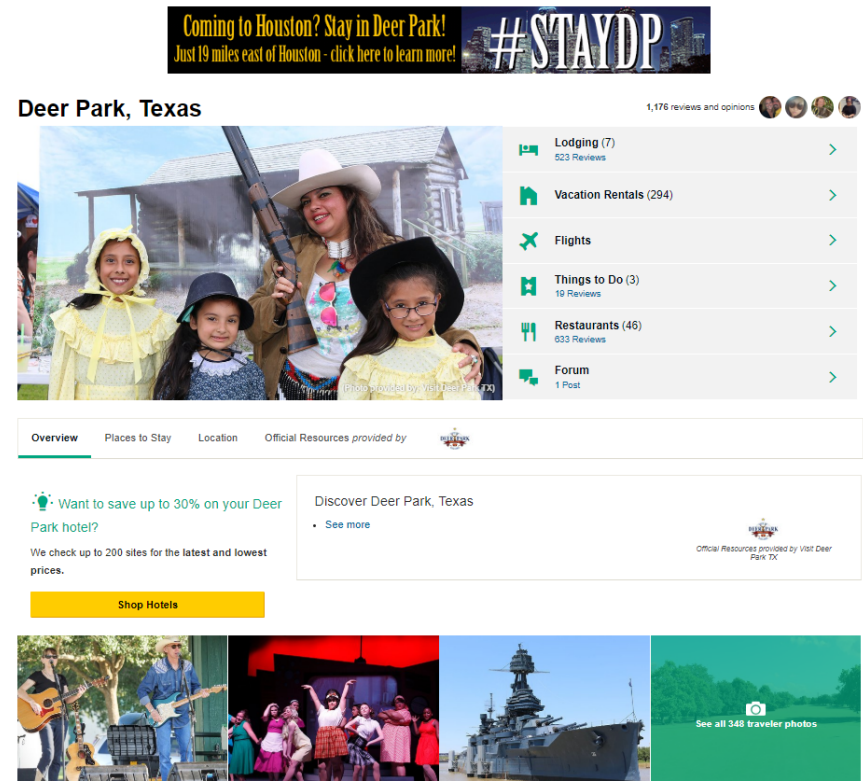 Coming to Houston? Stay in Deer Park!
Just 19 miles east of Houston - click here to learn more!
#STAYDP
Deer Park, Texas
1,176 reviews and opinions
Lodging (7)
523 Reviews
Vacation Rentals (294)
Flights
Things to Do (3)
19 Reviews
Restaurants (46)
633 Reviews
Forum
1 Post
(Photo provided by: Visit Deer Park TX)
Overview Places to Stay Location Official Resources provided by
DEER PARK
Want to save up to 30% on your Deer
Park hotel?
We check up to 200 sites for the latest and lowest
prices.
Shop Hotels
Discover Deer Park, Texas
See more
DEER PARK
Official Resources provided by Visit Deer
Park TX
See all 348 traveler photos